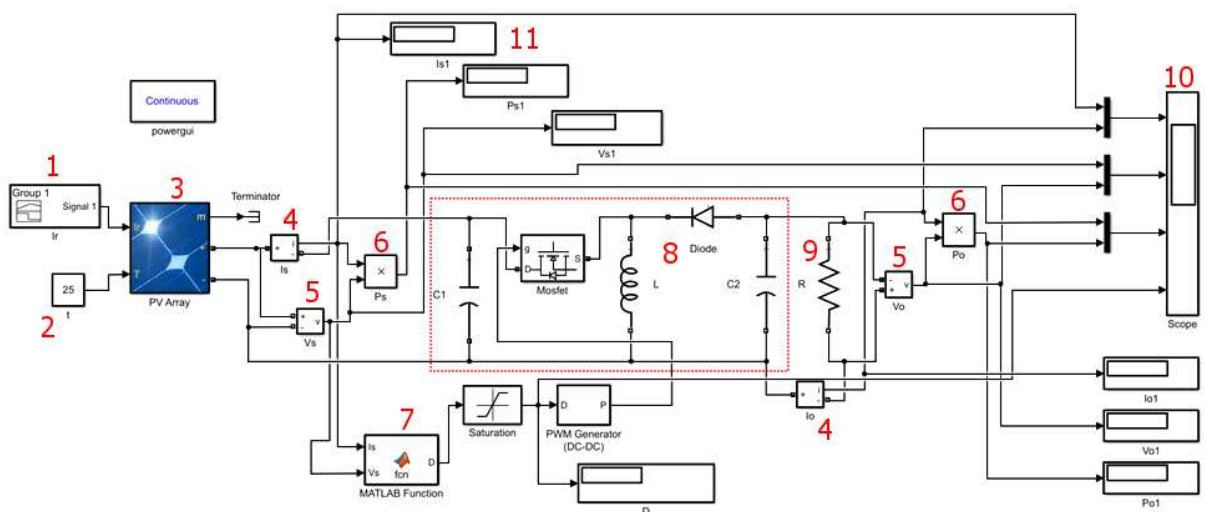 11
Is1
10
Ps1
Continuous
powergui
Vs1
1
Group 1
Signal 1
Ir
3
Terminator
Ir
m
+
-
T
PV Array
4
+
i
-
Is
6
×
Ps
6
×
Po
25
t
2
5
+
-
v
Vs
C1
g
D
S
Mosfet
8
Diode
L
C2
9
R
5
-
+
v
Vo
Scope
7
Is
Vs
fcn
D
MATLAB Function
Saturation
D
P
PWM Generator
(DC-DC)
+
i
-
Io
4
Io1
Vo1
Po1
D